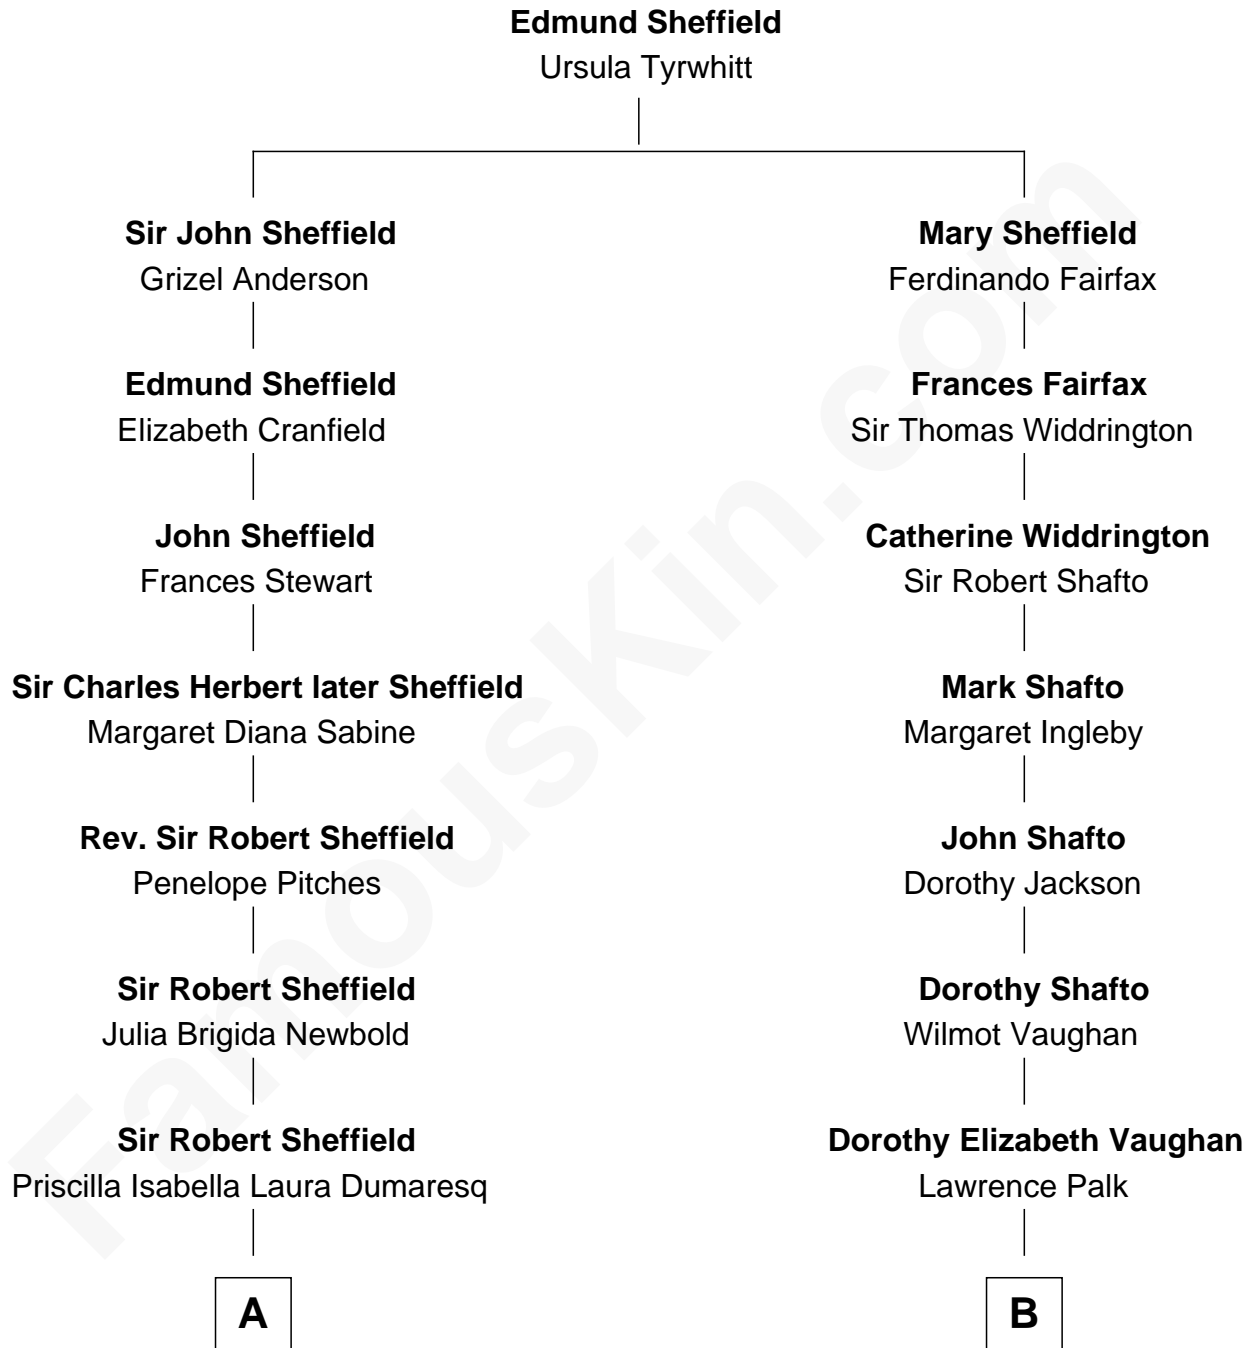 Edmund Sheffield
Ursula Tyrwhitt
Sir John Sheffield
Grizel Anderson
Mary Sheffield
Ferdinando Fairfax
Edmund Sheffield
Elizabeth Cranfield
Frances Fairfax
Sir Thomas Widdrington
John Sheffield
Frances Stewart
Catherine Widdrington
Sir Robert Shafto
Sir Charles Herbert later Sheffield
Margaret Diana Sabine
Mark Shafto
Margaret Ingleby
Rev. Sir Robert Sheffield
Penelope Pitches
John Shafto
Dorothy Jackson
Sir Robert Sheffield
Julia Brigida Newbold
Dorothy Shafto
Wilmot Vaughan
Sir Robert Sheffield
Priscilla Isabella Laura Dumaresq
Dorothy Elizabeth Vaughan
Lawrence Palk
A
B
FamousKin.com